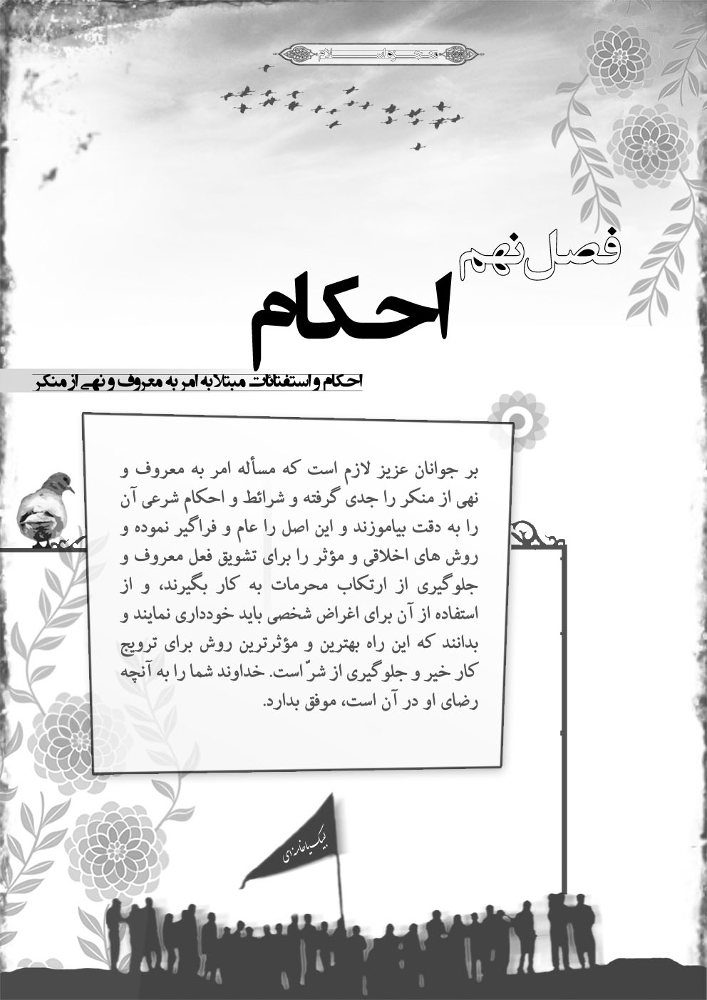 معجزه اسلام
فصل نهم
احکام
احکام و استفتائات مبتلابه امر به معروف و نهی از منکر
بر جوانان عزیز لازم است که مسأله امر به معروف و
نهی از منکر را جدی گرفته و شرائط و احکام شرعی آن
را به دقت بیاموزند و این اصل را عام و فراگیر نموده و
روش های اخلاقی و مؤثر را برای تشویق فعل معروف و
جلوگیری از ارتکاب محرمات به کار بگیرند، و از
استفاده از آن برای اغراض شخصی باید خودداری نمایند و
بدانند که این راه بهترین و مؤثرترین روش برای ترویج
کار خیر و جلوگیری از شرّ است. خداوند شما را به آنچه
رضای او در آن است، موفق بدارد.
لبیک یا خامنه ای